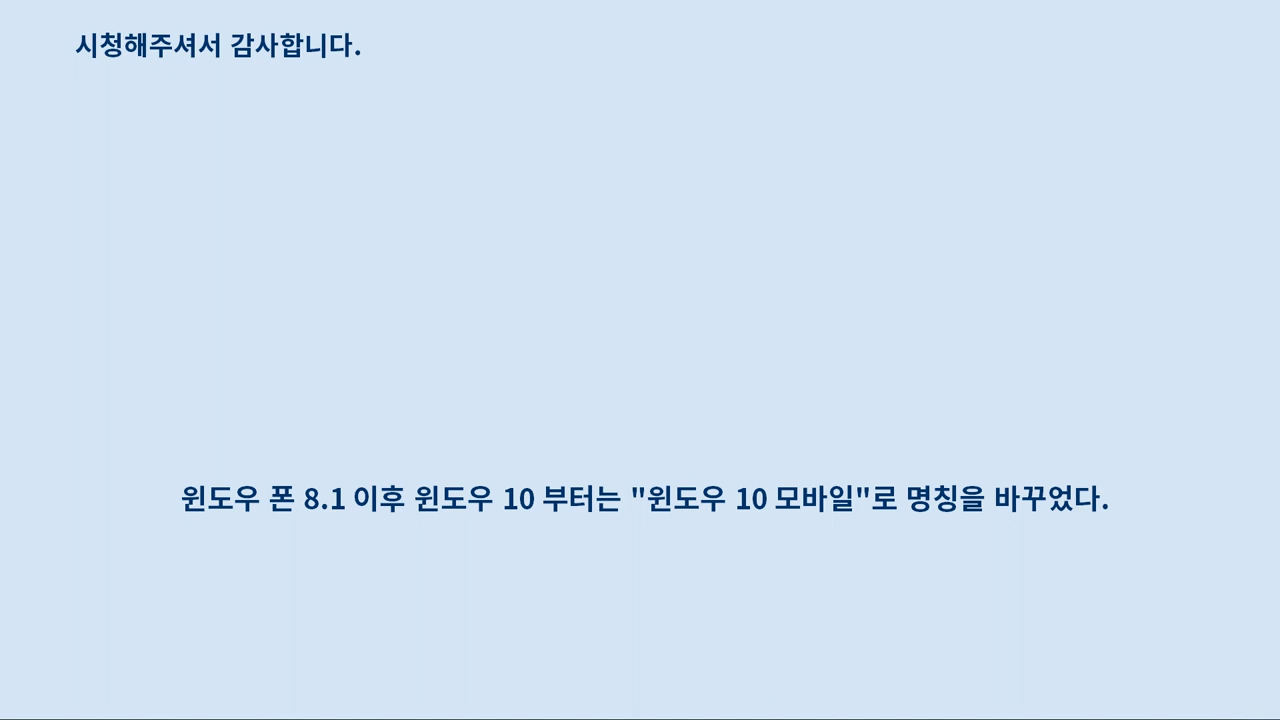 시청해주셔서 감사합니다.
윈도우 폰 8.1 이후 윈도우 10 부터는 "윈도우 10 모바일"로 명칭을 바꾸었다.